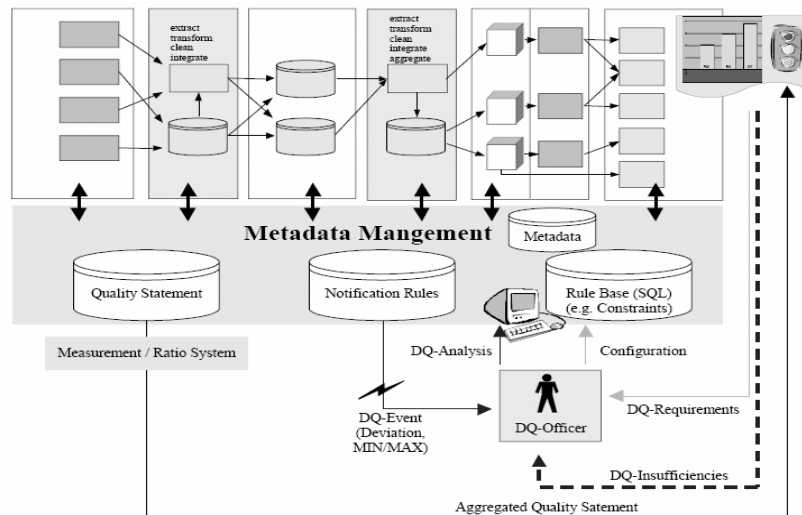 extract
transform
clean
integrate
extract
transform
clean
integrate
aggregate
Metadata Mangement
Metadata
Quality Statement
Notification Rules
Rule Base (SQL)
(e.g. Constraints)
Measurement / Ratio System
DQ-Analysis
Configuration
DQ-Event
(Deviation,
MIN/MAX)
DQ-Officer
DQ-Requirements
DQ-Insufficiencies
Aggregated Quality Satement